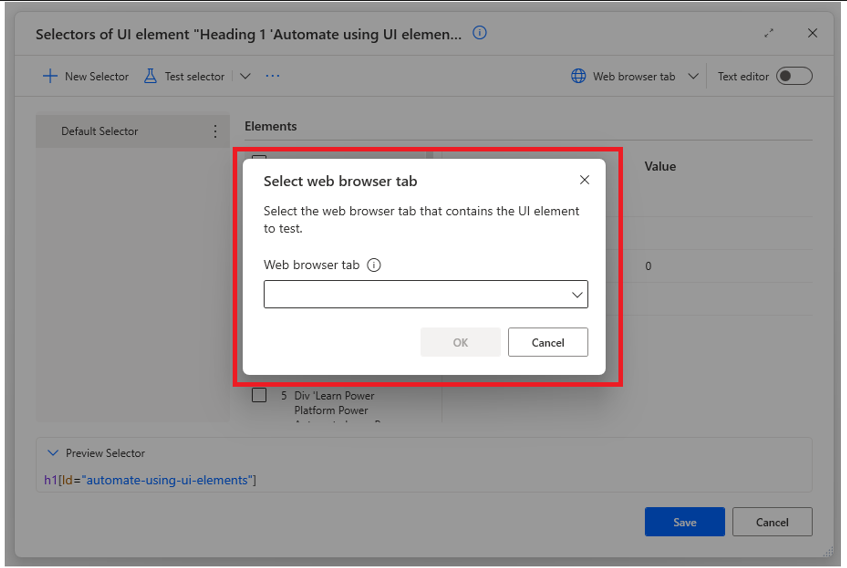 Selectors of UI element "Heading 1 'Automate using UI elemen...
New Selector
Test selector
Web browser tab
Text editor
Default Selector
Elements
Value
Select web browser tab
Select the web browser tab that contains the UI element
to test.
Web browser tab
0
OK
Cancel
5 Div 'Learn Power
Platform Power
Preview Selector
h1[Id="automate-using-ui-elements"]
Save
Cancel